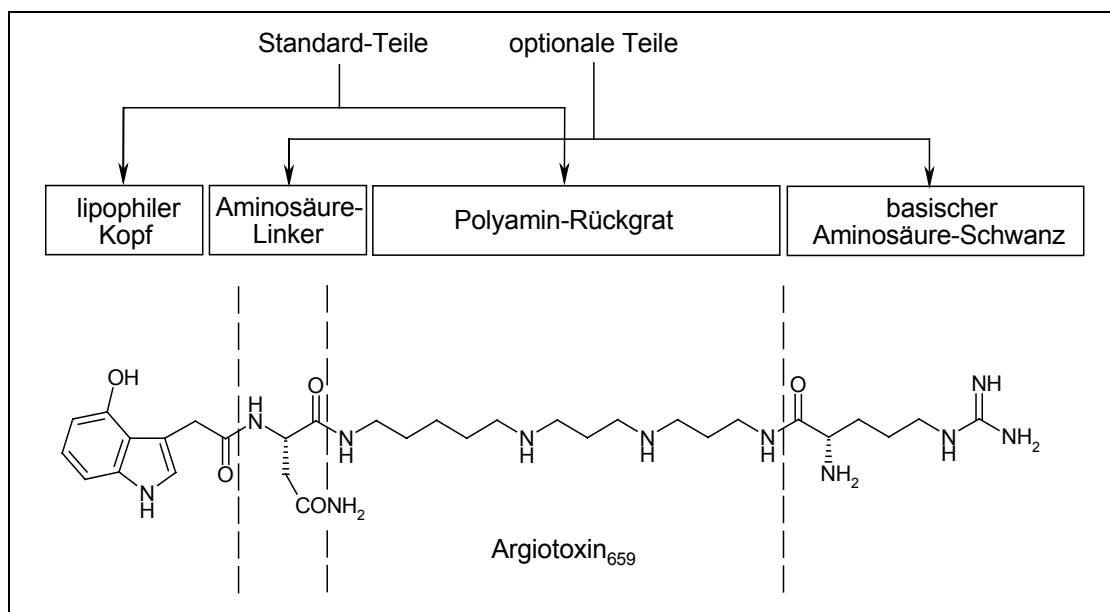 Standard-Teile
optionale Teile
lipophiler
Kopf
Aminosäure-
Linker
Polyamin-Rückgrat
basischer
Aminosäure-Schwanz
OH
N
H
O
H
N
O
CONH₂
N
H
N
H
N
H
N
H
O
NH₂
N
H
NH
NH₂
Argiotoxin₆₅₉